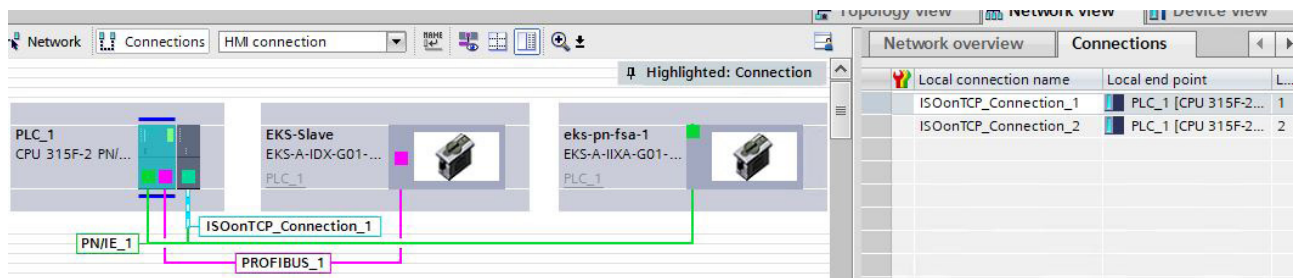 Topology view
Network view
Device view
Network
Connections
HMI connection
Network overview
Connections
Highlighted: Connection
Local connection name
Local end point
L...
ISOonTCP_Connection_1
PLC_1 [CPU 315F-2...
1
ISOonTCP_Connection_2
PLC_1 [CPU 315F-2...
2
PLC_1
CPU 315F-2 PN/...
EKS-Slave
EKS-A-IDX-G01-...
PLC_1
eks-pn-fsa-1
EKS-A-IIXA-G01-...
PLC_1
ISOonTCP_Connection_1
PN/IE_1
PROFIBUS_1